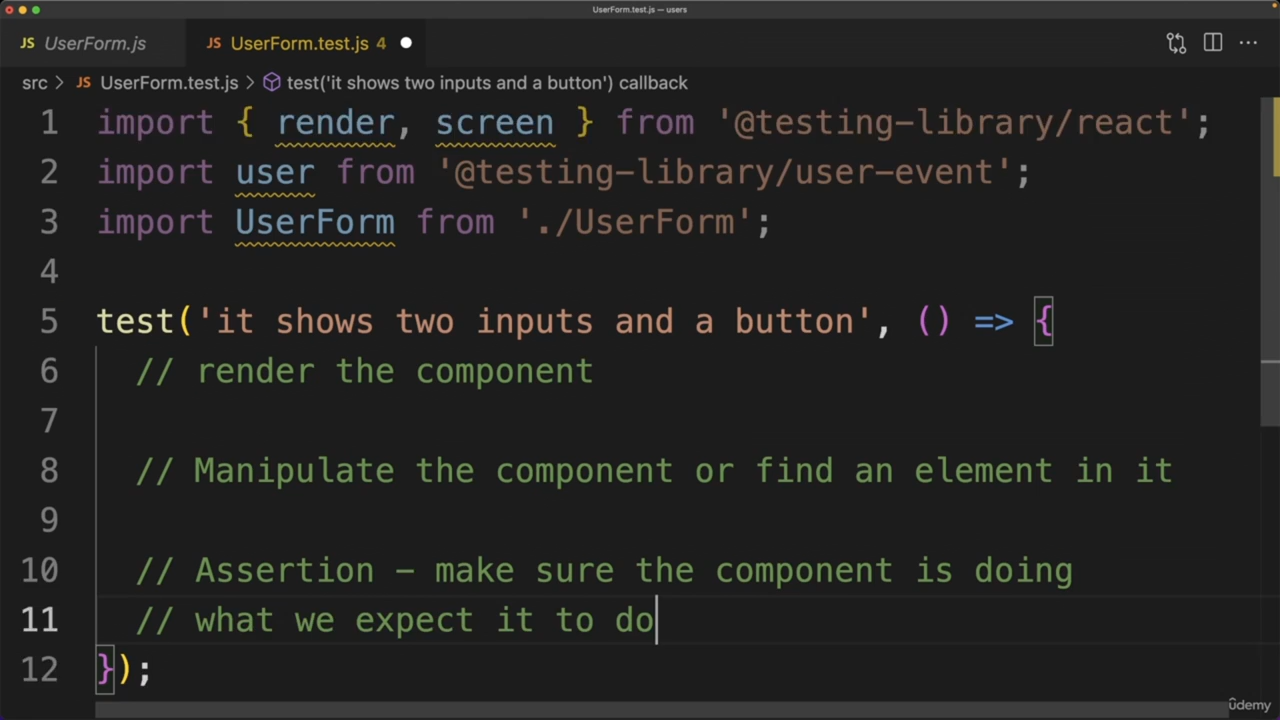 UserForm.test.js — users
JS UserForm.js JS UserForm.test.js 4
src > JS UserForm.test.js > test('it shows two inputs and a button') callback
1 import { render, screen } from '@testing-library/react';
2 import user from '@testing-library/user-event';
3 import UserForm from './UserForm';
4
5 test('it shows two inputs and a button', () => {
6 // render the component
7
8 // Manipulate the component or find an element in it
9
10 // Assertion - make sure the component is doing
11 // what we expect it to do
12 });
ûdemy